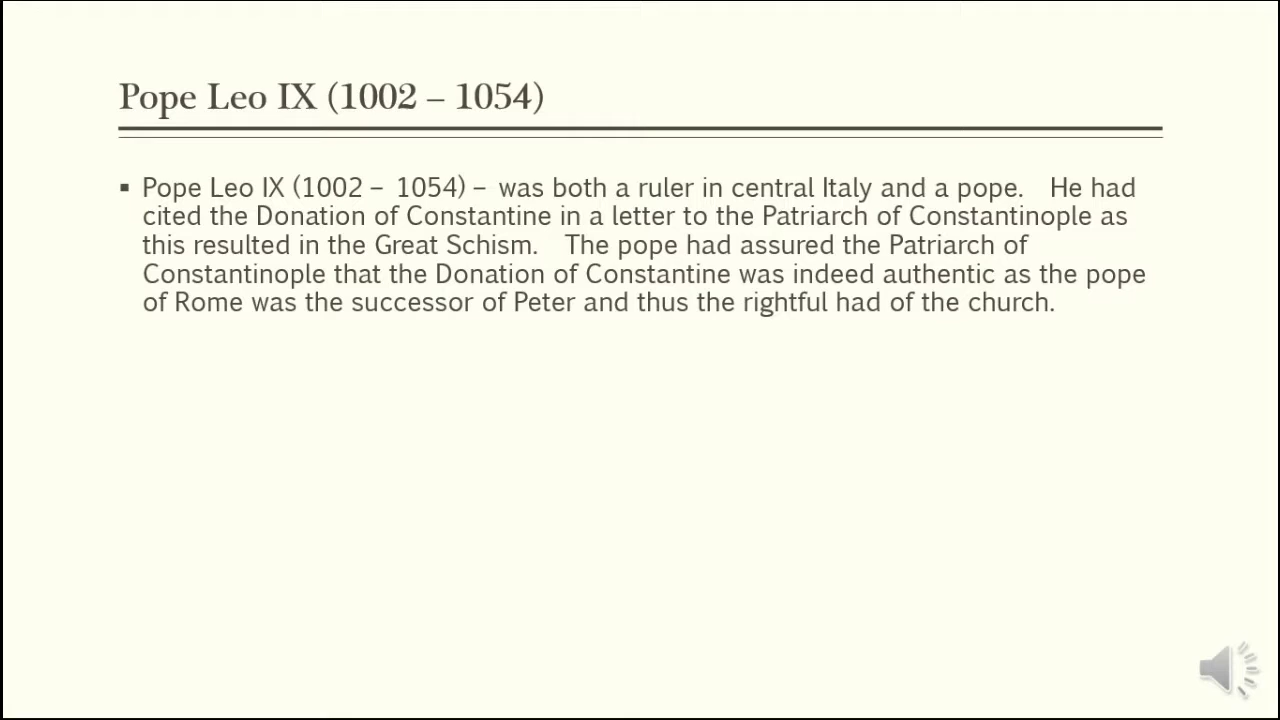 Pope Leo IX (1002 – 1054)
▪ Pope Leo IX (1002 – 1054) – was both a ruler in central Italy and a pope. He had
cited the Donation of Constantine in a letter to the Patriarch of Constantinople as
this resulted in the Great Schism. The pope had assured the Patriarch of
Constantinople that the Donation of Constantine was indeed authentic as the pope
of Rome was the successor of Peter and thus the rightful had of the church.